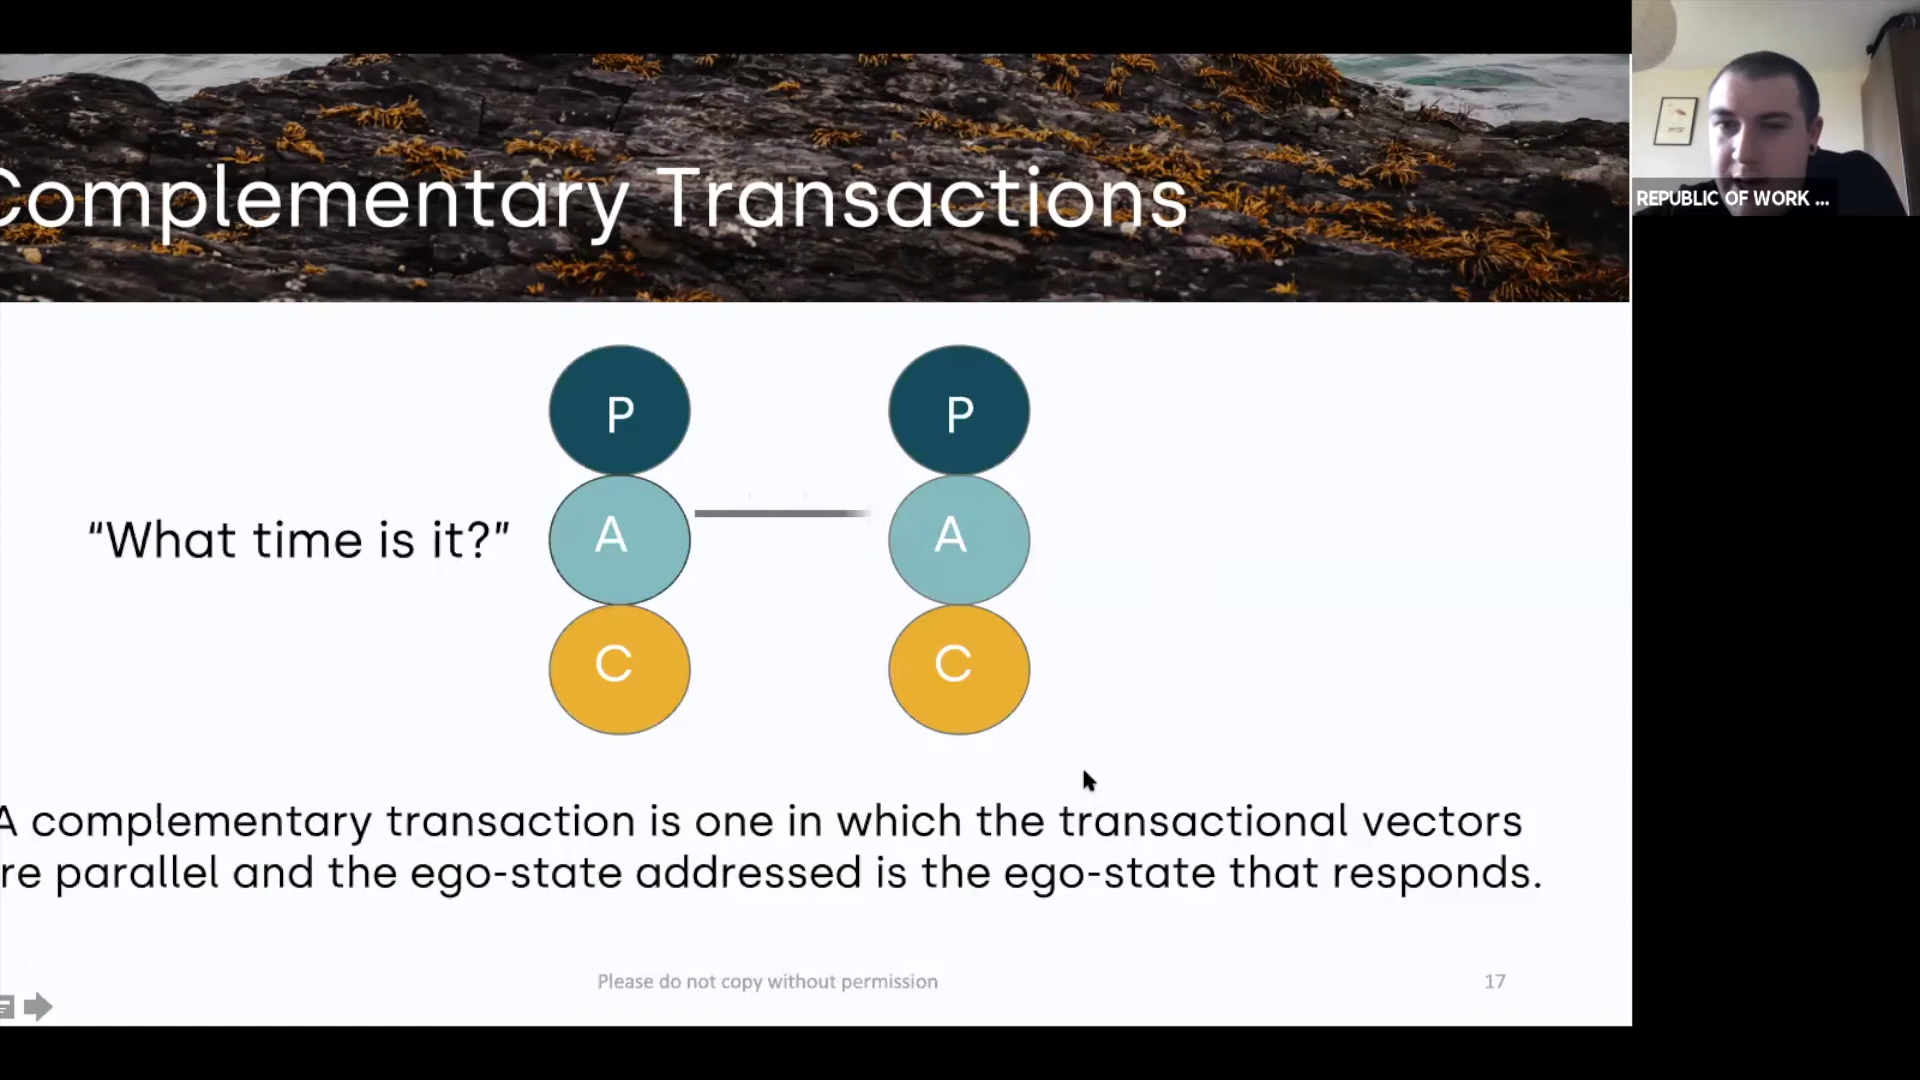 Complementary Transactions
REPUBLIC OF WORK ...
P
P
“What time is it?”
A
A
C
C
A complementary transaction is one in which the transactional vectors
re parallel and the ego-state addressed is the ego-state that responds.
Please do not copy without permission
17